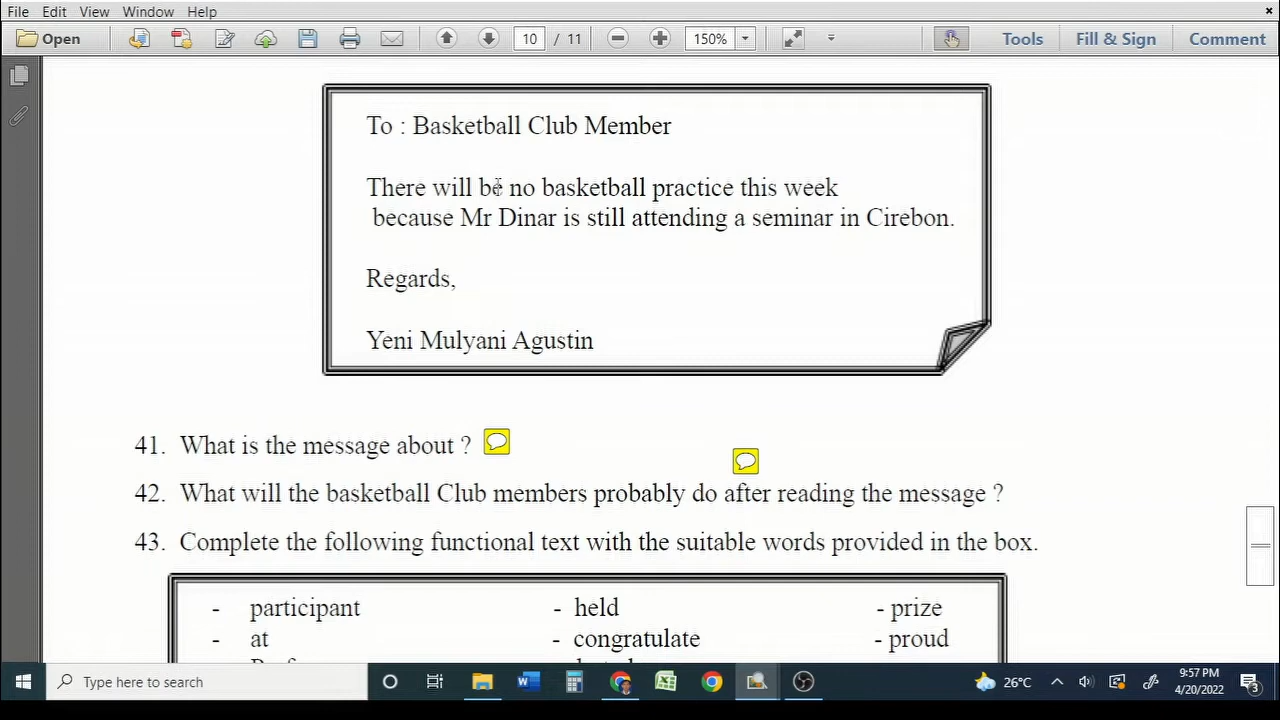 File Edit View Window Help ×
Open 10 / 11 150% Tools Fill & Sign Comment
To : Basketball Club Member
There will be no basketball practice this week
because Mr Dinar is still attending a seminar in Cirebon.
Regards,
Yeni Mulyani Agustin
41. What is the message about ?
42. What will the basketball Club members probably do after reading the message ?
43. Complete the following functional text with the suitable words provided in the box.
- participant - held - prize
- at - congratulate - proud
Type here to search 26°C 9:57 PM
4/20/2022 3